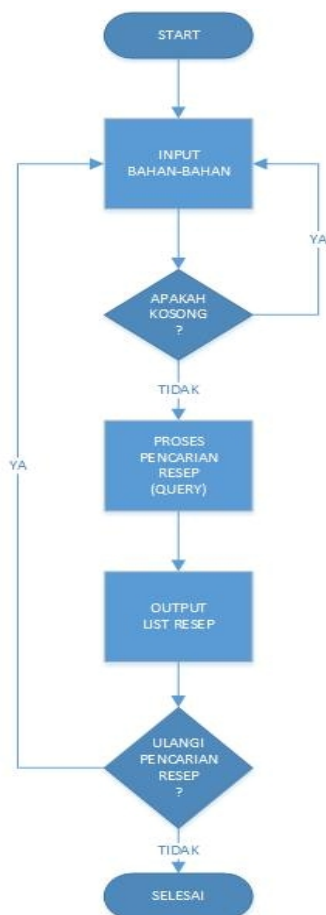 START
INPUT
BAHAN-BAHAN
YA
APAKAH
KOSONG
?
TIDAK
PROSES
PENCARIAN
RESEP
(QUERY)
YA
OUTPUT
LIST RESEP
ULANGI
PENCARIAN
RESEP
?
TIDAK
SELESAI